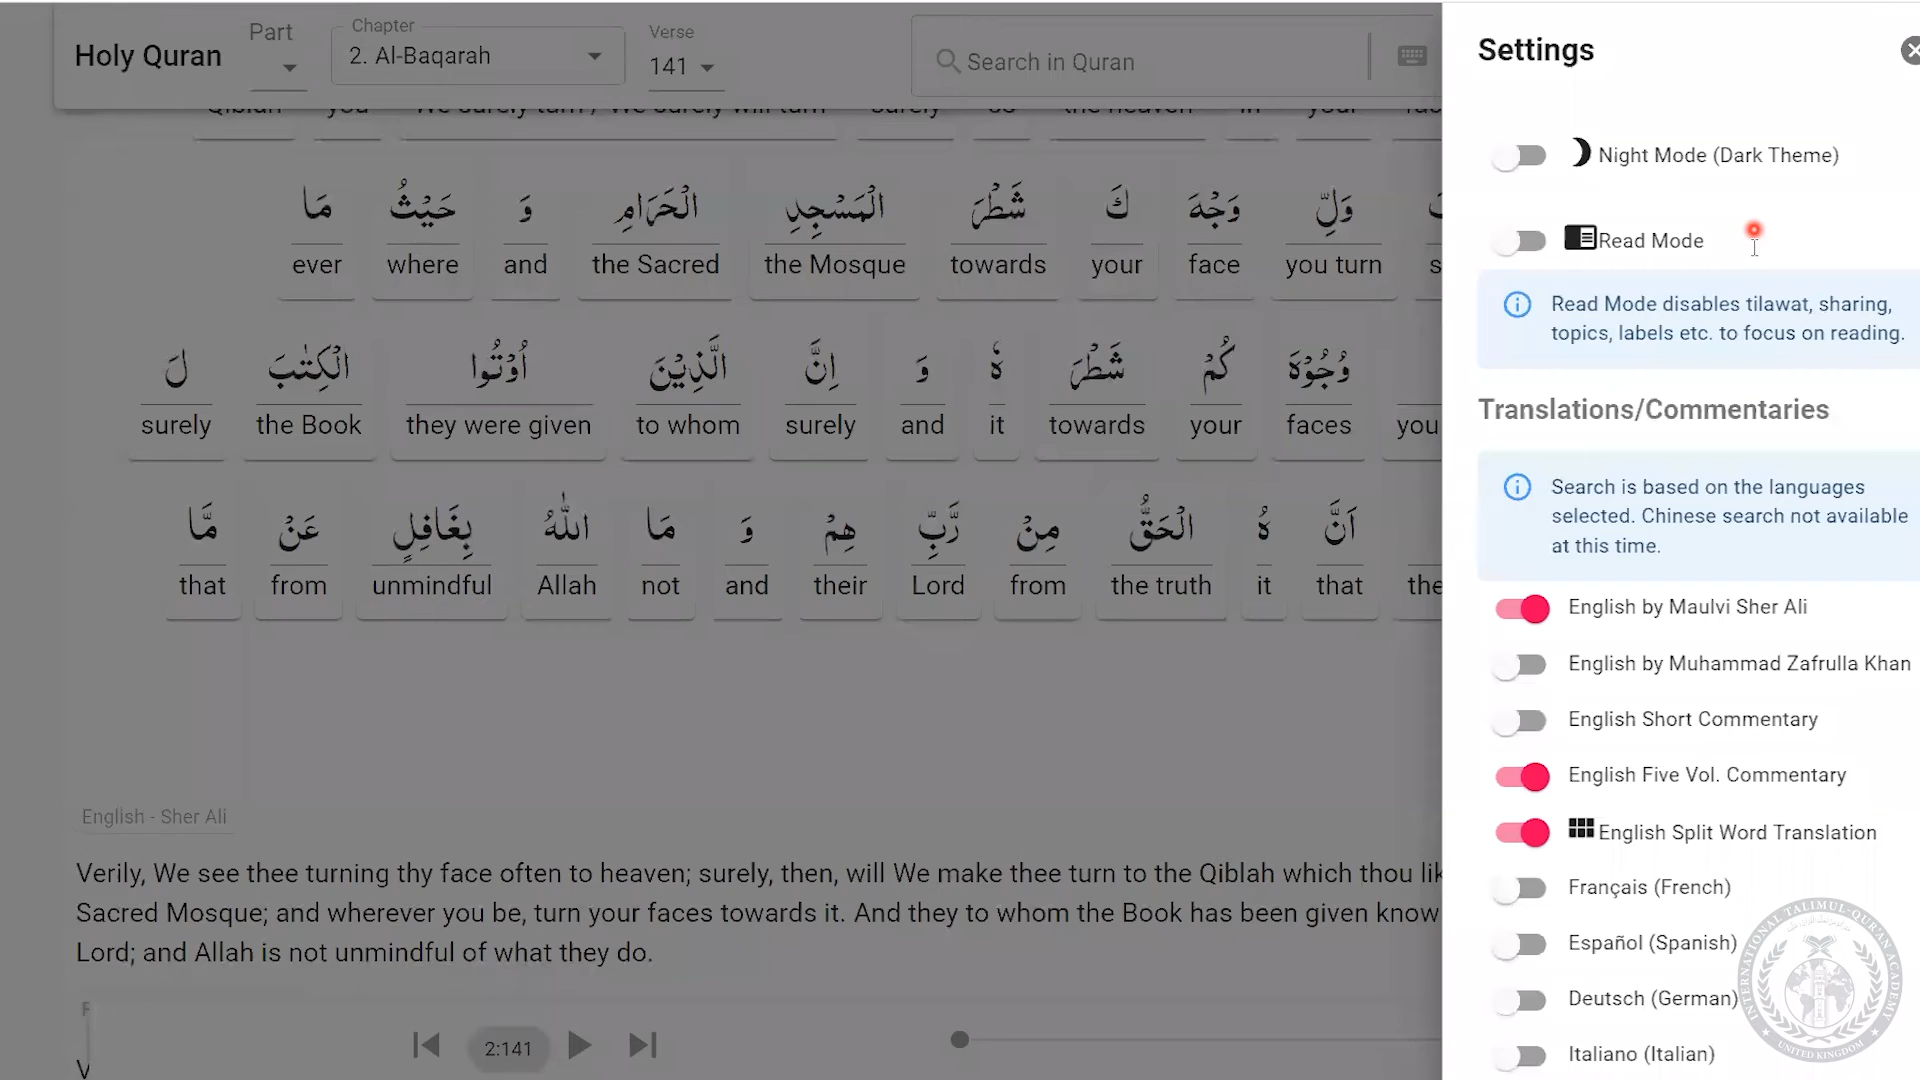 Holy Quran
Part
Chapter
2. Al-Baqarah
Verse
141
Search in Quran
مَا حَيْثُ وَ الْحَرَامِ الْمَسْجِدِ شَطْرَ كَ وَجْهَ وَلِّ
ever where and the Sacred the Mosque towards your face you turn
لَ الْكِتٰبَ اُوْتُوا الَّذِيْنَ اِنَّ وَ هٗ شَطْرَ كُمْ وُجُوْهَ
surely the Book they were given to whom surely and it towards your faces you
مَّا عَنْ بِغَافِلٍ اللّٰهُ مَا وَ هِمْ رَّبِّ مِنْ الْحَقُّ هُ اَنَّ
that from unmindful Allah not and their Lord from the truth it that
English - Sher Ali
Verily, We see thee turning thy face often to heaven; surely, then, will We make thee turn to the Qiblah which thou
Sacred Mosque; and wherever you be, turn your faces towards it. And they to whom the Book has been given know
Lord; and Allah is not unmindful of what they do.
2:141
Settings
Night Mode (Dark Theme)
Read Mode
Read Mode disables tilawat, sharing,
topics, labels etc. to focus on reading.
Translations/Commentaries
Search is based on the languages
selected. Chinese search not available
at this time.
English by Maulvi Sher Ali
English by Muhammad Zafrulla Khan
English Short Commentary
English Five Vol. Commentary
English Split Word Translation
Français (French)
Español (Spanish)
Deutsch (German)
Italiano (Italian)
INTERNATIONAL TALIMUL-QUR'AN ACADEMY
UNITED KINGDOM